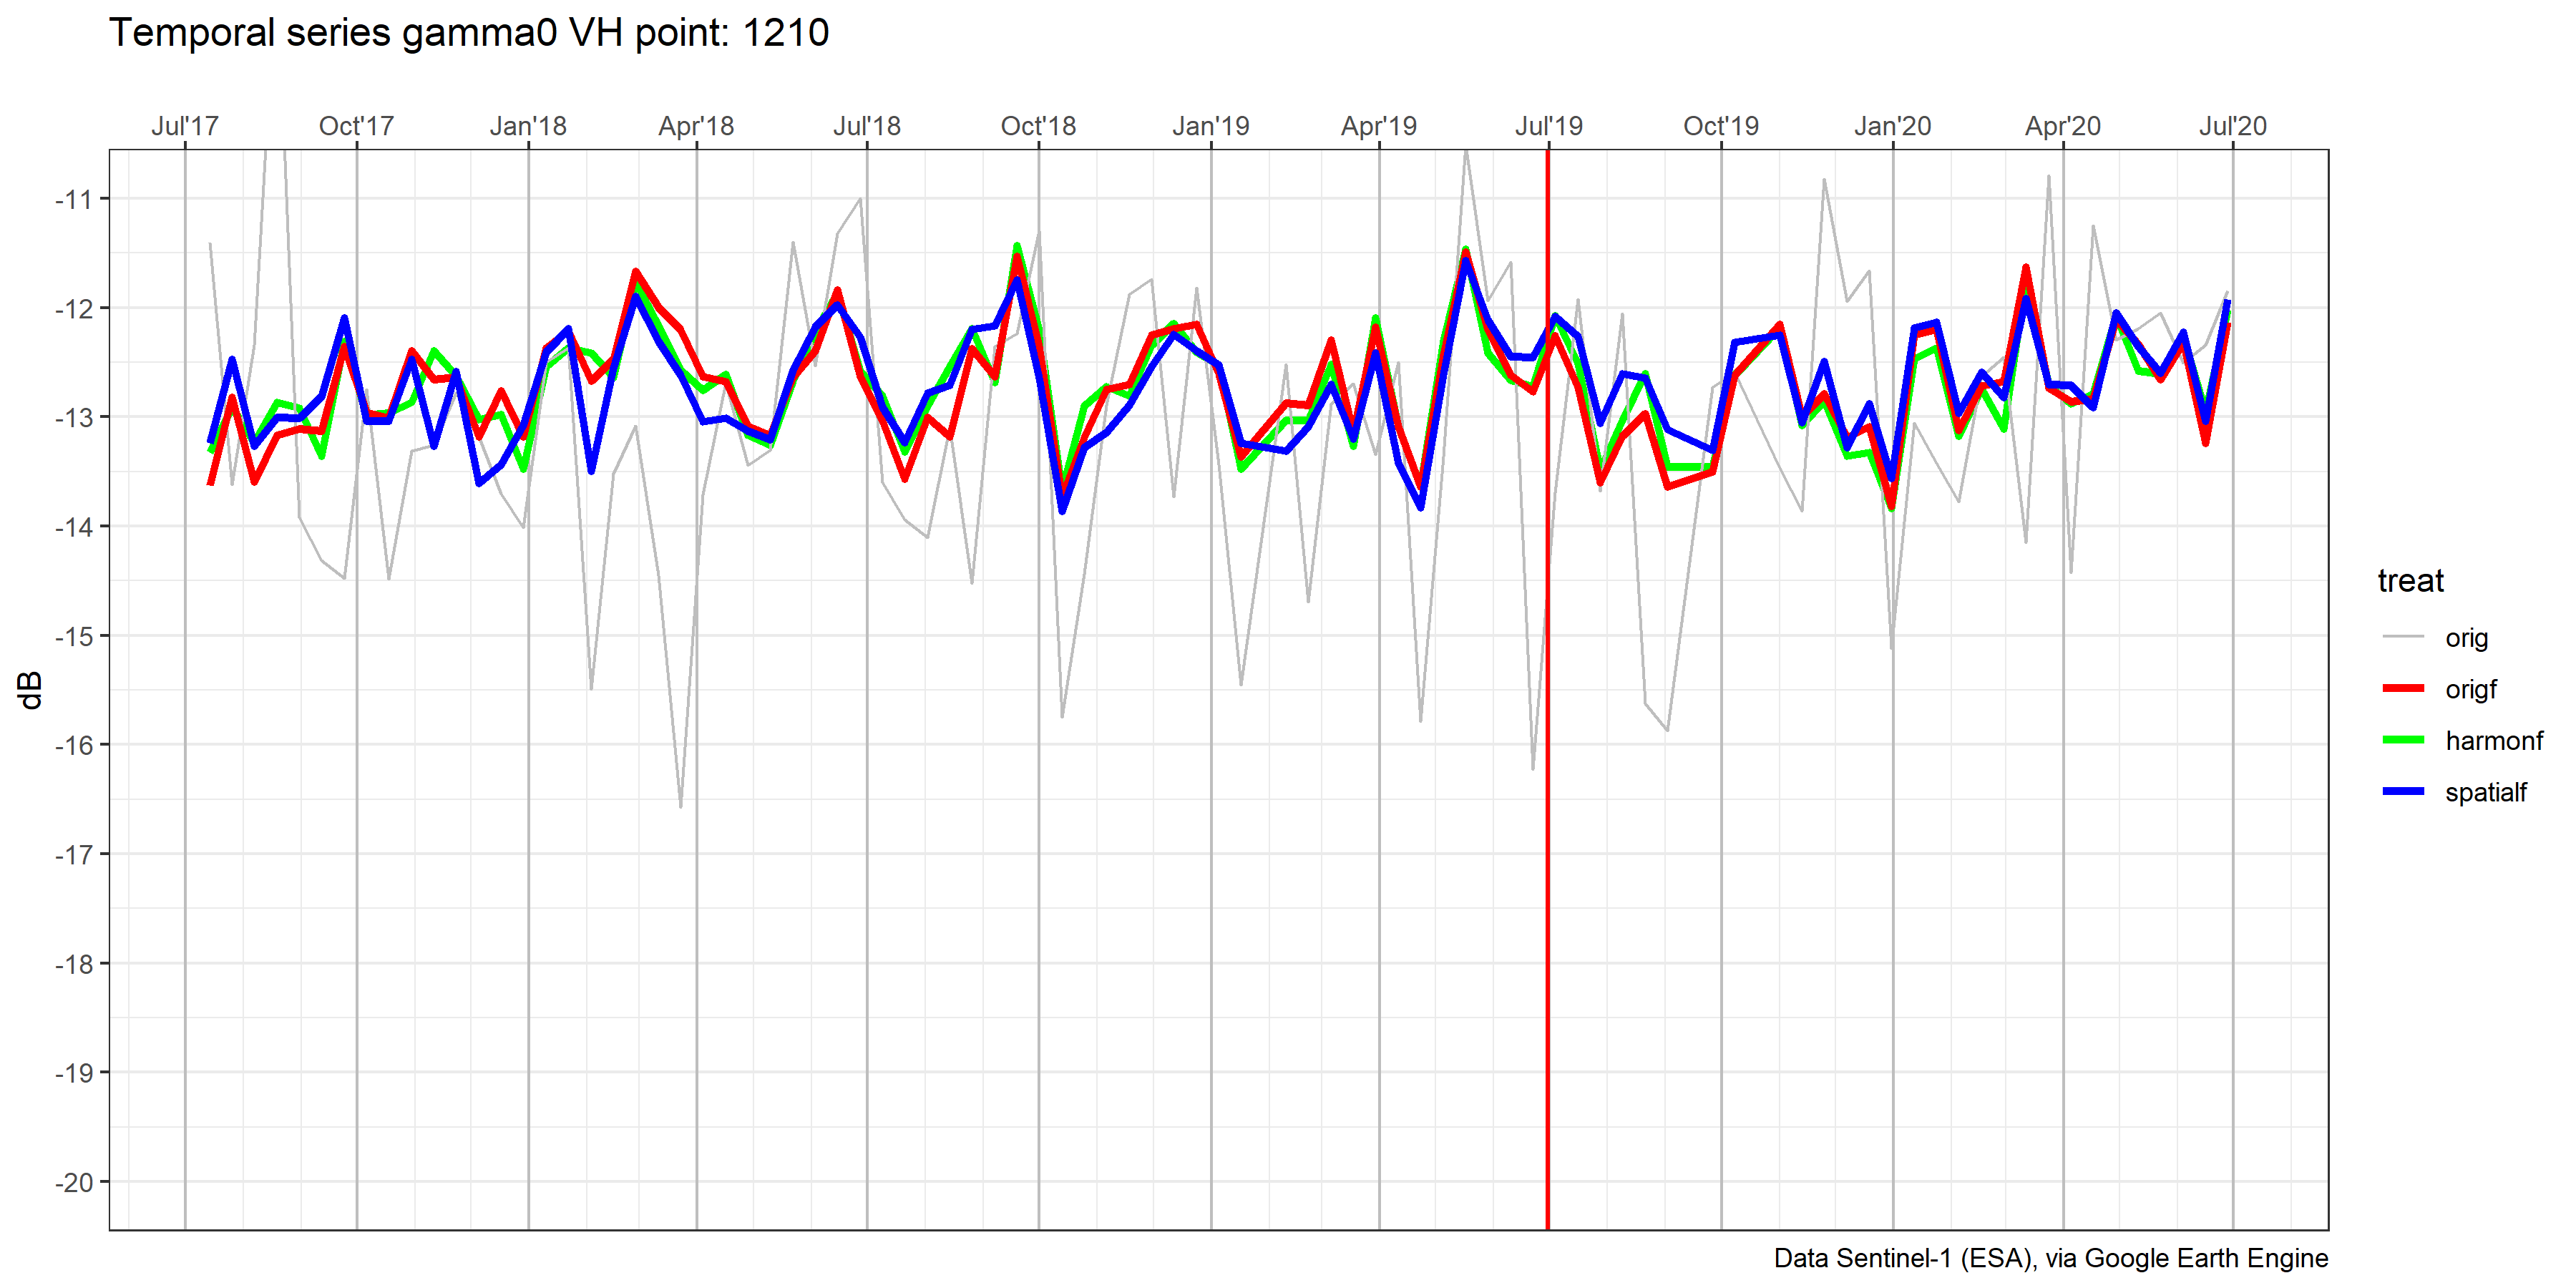 Temporal series gamma0 VH point: 1210
Jul'17 Oct'17 Jan'18 Apr'18 Jul'18 Oct'18 Jan'19 Apr'19 Jul'19 Oct'19 Jan'20 Apr'20 Jul'20
-11
-12
-13
-14
-15
-16
-17
-18
-19
-20
dB
treat
orig
origf
harmonf
spatialf
Data Sentinel-1 (ESA), via Google Earth Engine